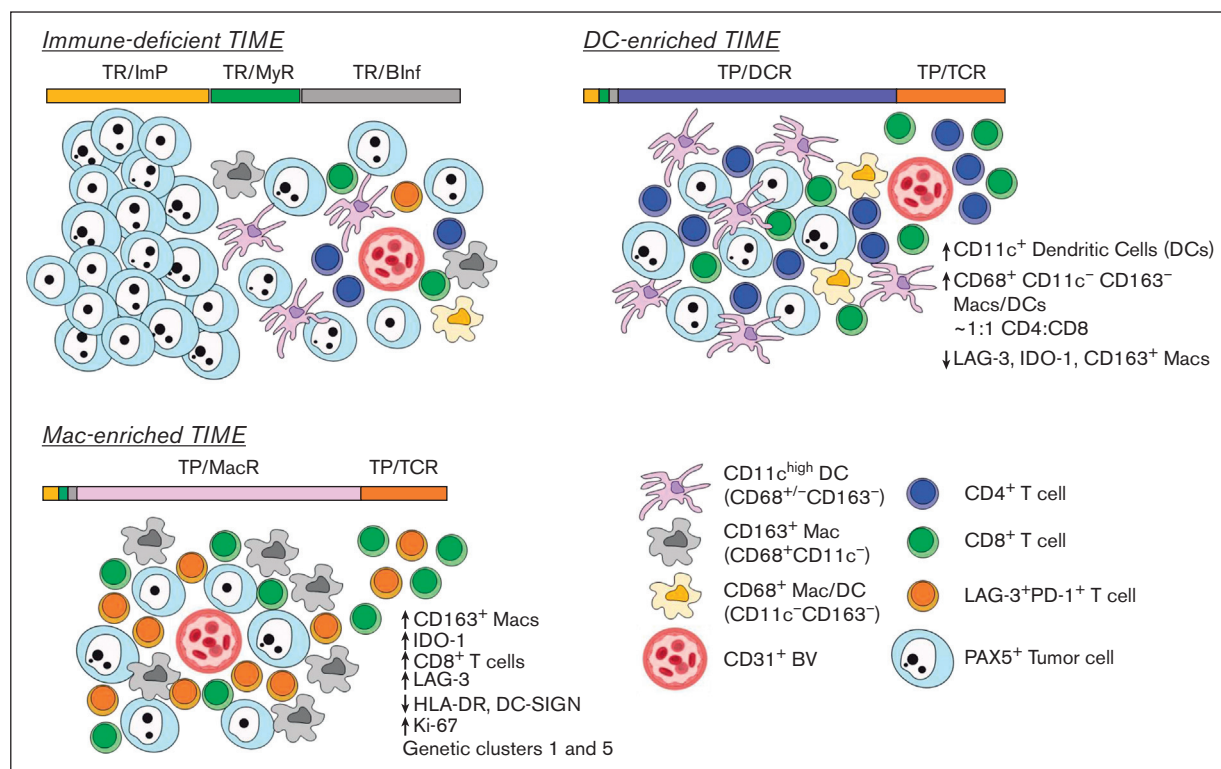 Immune-deficient TIME
TR/ImP TR/MyR TR/BInf
DC-enriched TIME
TP/DCR TP/TCR
↑CD11c⁺ Dendritic Cells (DCs)
↑CD68⁺ CD11c⁻ CD163⁻
Macs/DCs
~1:1 CD4:CD8
↓LAG-3, IDO-1, CD163⁺ Macs
Mac-enriched TIME
TP/MacR TP/TCR
↑CD163⁺ Macs
↑IDO-1
↑CD8⁺ T cells
↑LAG-3
↓HLA-DR, DC-SIGN
↑Ki-67
Genetic clusters 1 and 5
CD11cʰⁱᵍʰ DC
(CD68⁺/⁻CD163⁻)
CD163⁺ Mac
(CD68⁺CD11c⁻)
CD68⁺ Mac/DC
(CD11c⁻CD163⁻)
CD31⁺ BV
CD4⁺ T cell
CD8⁺ T cell
LAG-3⁺PD-1⁺ T cell
PAX5⁺ Tumor cell